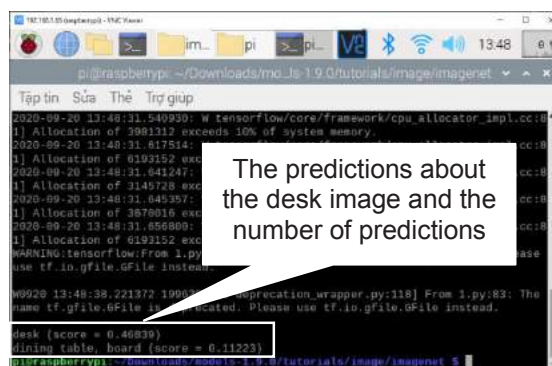 192.168.1.55 (raspberrypi) - VNC Viewer
im...
pi
pi...
13:48
pi@raspberrypi: ~/Downloads/mo...ls-1.9.0/tutorials/image/imagenet
Tập tin Sửa Thẻ Trợ giúp
2020-09-20 13:48:31.540930: W tensorflow/core/framework/cpu_allocator_impl.cc:8
1] Allocation of 3981312 exceeds 10% of system memory.
2020-09-20 13:48:31.617514:
1] Allocation of 6193152 exc
2020-09-20 13:48:31.641247: cc:8
1] Allocation of 3145728 exc
2020-09-20 13:48:31.645357: cc:8
1] Allocation of 3670016 exc
2020-09-20 13:48:31.656800: cc:8
1] Allocation of 6193152 exc
WARNING:tensorflow:From 1.py ease
use tf.io.gfile.GFile instead.
The predictions about
the desk image and the
number of predictions
W0920 13:48:38.221372 deprecation_wrapper.py:118] From 1.py:83: The
name tf.gfile.GFile is deprecated. Please use tf.io.gfile.GFile instead.
desk (score = 0.46839)
dining table, board (score = 0.11223)
pi@raspberrypi:~/Downloads/models-1.9.0/tutorials/image/imagenet $